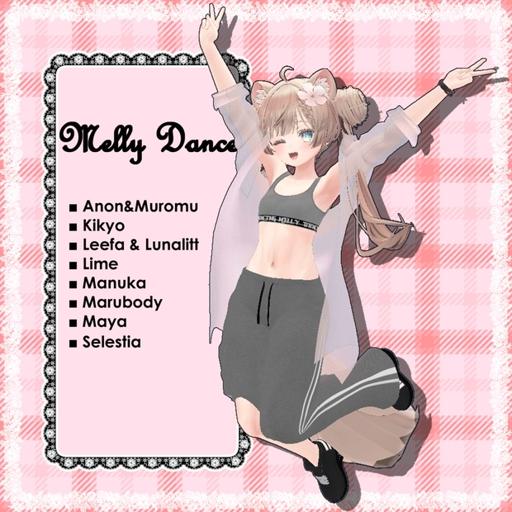 Melly Dance
■ Anon&Muromu
■ Kikyo
■ Leefa & Lunalitt
■ Lime
■ Manuka
■ Marubody
■ Maya
■ Selestia